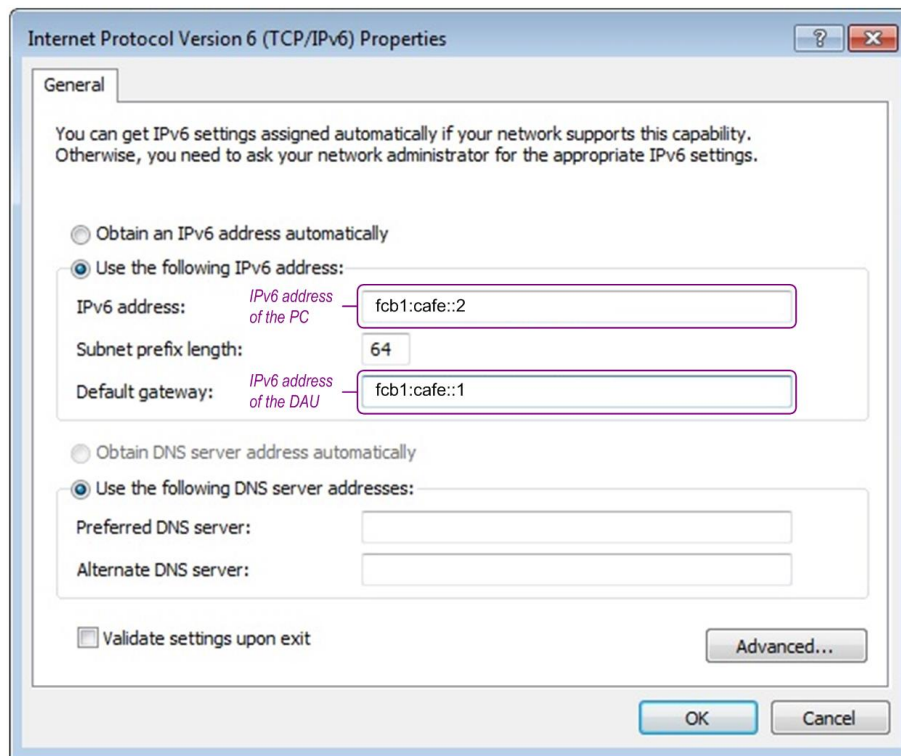 Internet Protocol Version 6 (TCP/IPv6) Properties
?
General
You can get IPv6 settings assigned automatically if your network supports this capability.
Otherwise, you need to ask your network administrator for the appropriate IPv6 settings.
Obtain an IPv6 address automatically
Use the following IPv6 address:
IPv6 address:
IPv6 address
of the PC
fcb1:cafe::2
Subnet prefix length:
64
Default gateway:
IPv6 address
of the DAU
fcb1:cafe::1
Obtain DNS server address automatically
Use the following DNS server addresses:
Preferred DNS server:
Alternate DNS server:
Validate settings upon exit
Advanced...
OK
Cancel